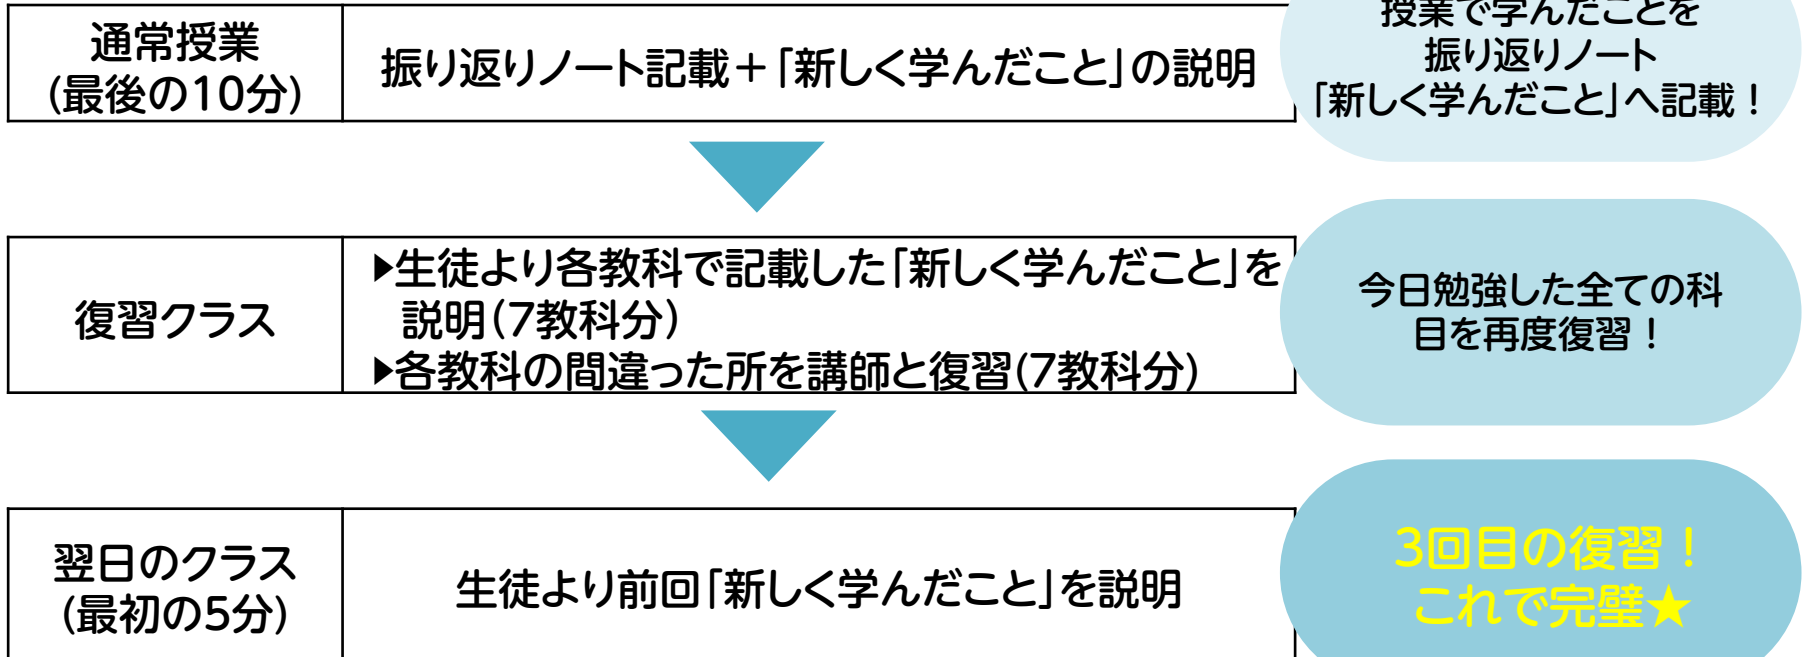 通常授業
(最後の10分)
振り返りノート記載＋「新しく学んだこと」の説明
授業で学んだことを
振り返りノート
「新しく学んだこと」へ記載！
復習クラス
▶生徒より各教科で記載した「新しく学んだこと」を
説明(7教科分)
▶各教科の間違った所を講師と復習(7教科分)
今日勉強した全ての科
目を再度復習！
翌日のクラス
(最初の5分)
生徒より前回「新しく学んだこと」を説明
3回目の復習！
これで完璧★